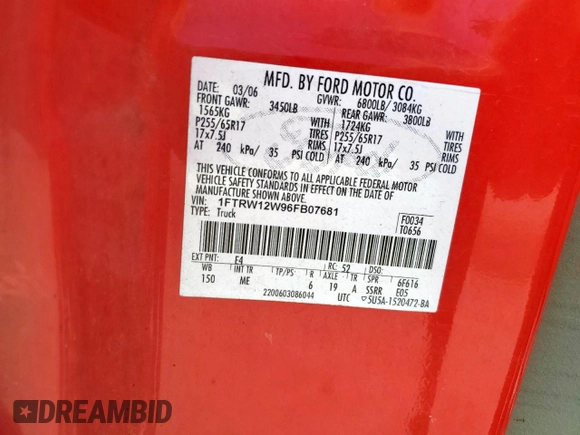 MFD. BY FORD MOTOR CO.
DATE: 03/06 GVWR: 6800LB/ 3084KG
FRONT GAWR: 3450LB REAR GAWR: 3800LB
1565KG WITH 1724KG WITH
P255/65R17 TIRES P255/65R17 TIRES
17x7.5J RIMS 17x7.5J RIMS
AT 240 kPa/ 35 PSI COLD AT 240 kPa/ 35 PSI COLD
THIS VEHICLE CONFORMS TO ALL APPLICABLE FEDERAL MOTOR
VEHICLE SAFETY STANDARDS IN EFFECT ON THE DATE OF
MANUFACTURE SHOWN ABOVE.
VIN: 1FTRW12W96FB07681 F0034
TYPE: Truck T0656
EXT PNT: E4 RC: 52 DSO:
WB INT TR TP/PS R AXLE TR SPR 6F616
150 ME 6 19 A SSRR E05
2200603086044 UTC 5U5A-1520472-BA
DREAMBID